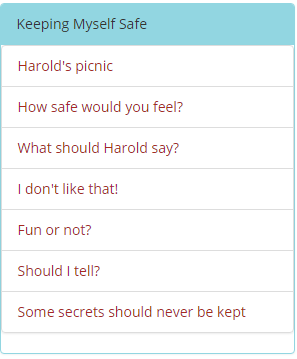 Keeping Myself Safe
Harold's picnic
How safe would you feel?
What should Harold say?
I don't like that!
Fun or not?
Should I tell?
Some secrets should never be kept